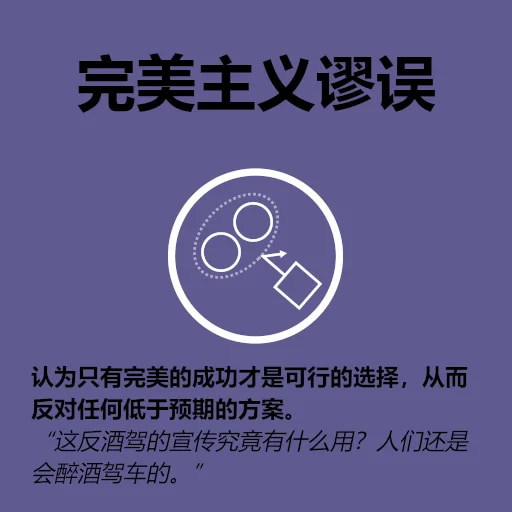 完美主义谬误
认为只有完美的成功才是可行的选择，从而
反对任何低于预期的方案。
“这反酒驾的宣传究竟有什么用？人们还是
会醉酒驾车的。”